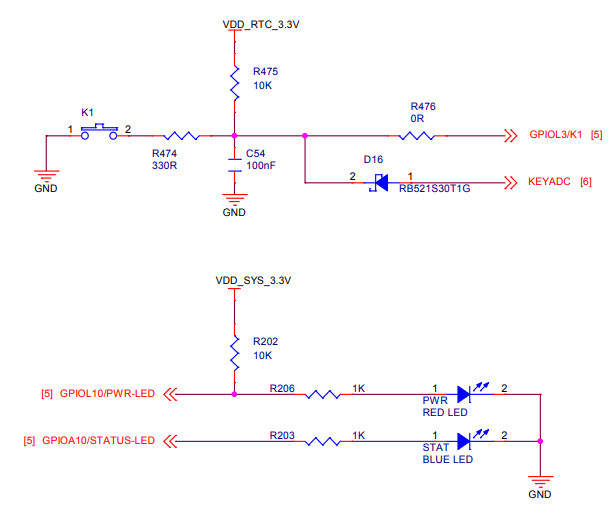 VDD_RTC_3.3V
R475
10K
K1
1
2
R474
330R
C54
100nF
R476
0R
GPIOL3/K1 [5]
D16
2
1
RB521S30T1G
KEYADC [6]
GND
GND
VDD_SYS_3.3V
R202
10K
[5] GPIOL10/PWR-LED
R206
1K
1
2
PWR
RED LED
[5] GPIOA10/STATUS-LED
R203
1K
1
2
STAT
BLUE LED
GND